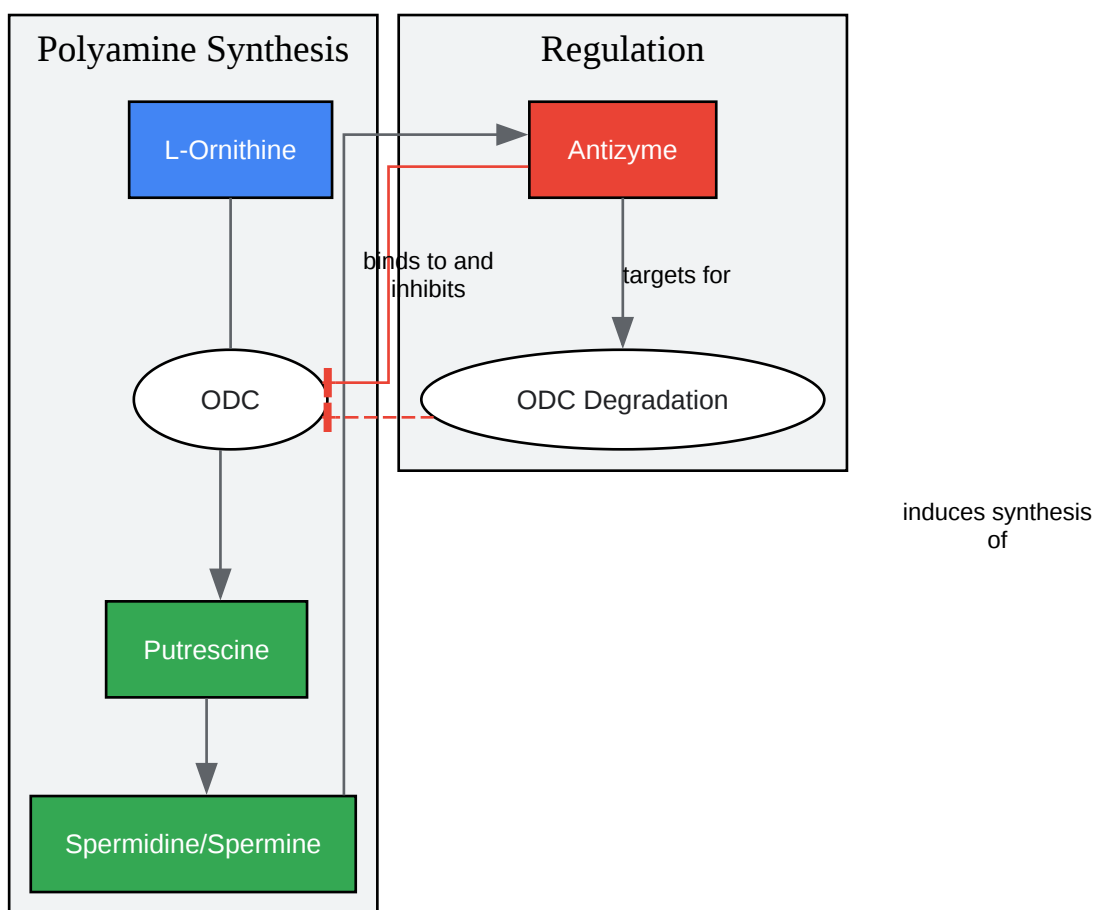 Polyamine Synthesis
Regulation
L-Ornithine
Antizyme
binds to and
inhibits
targets for
ODC
ODC Degradation
induces synthesis
of
Putrescine
Spermidine/Spermine